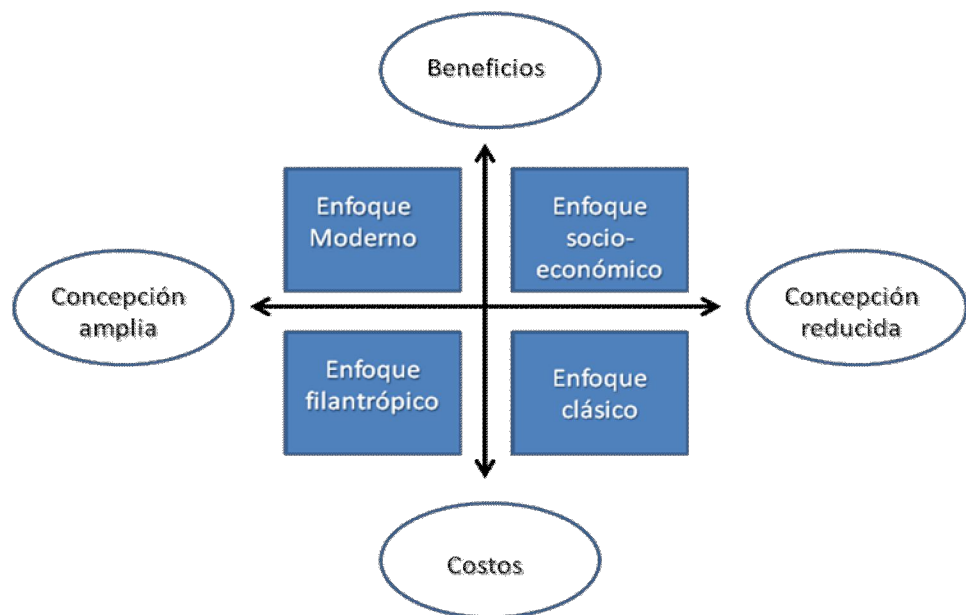 Beneficios
Enfoque
Moderno
Enfoque
socio-
económico
Concepción
amplia
Concepción
reducida
Enfoque
filantrópico
Enfoque
clásico
Costos